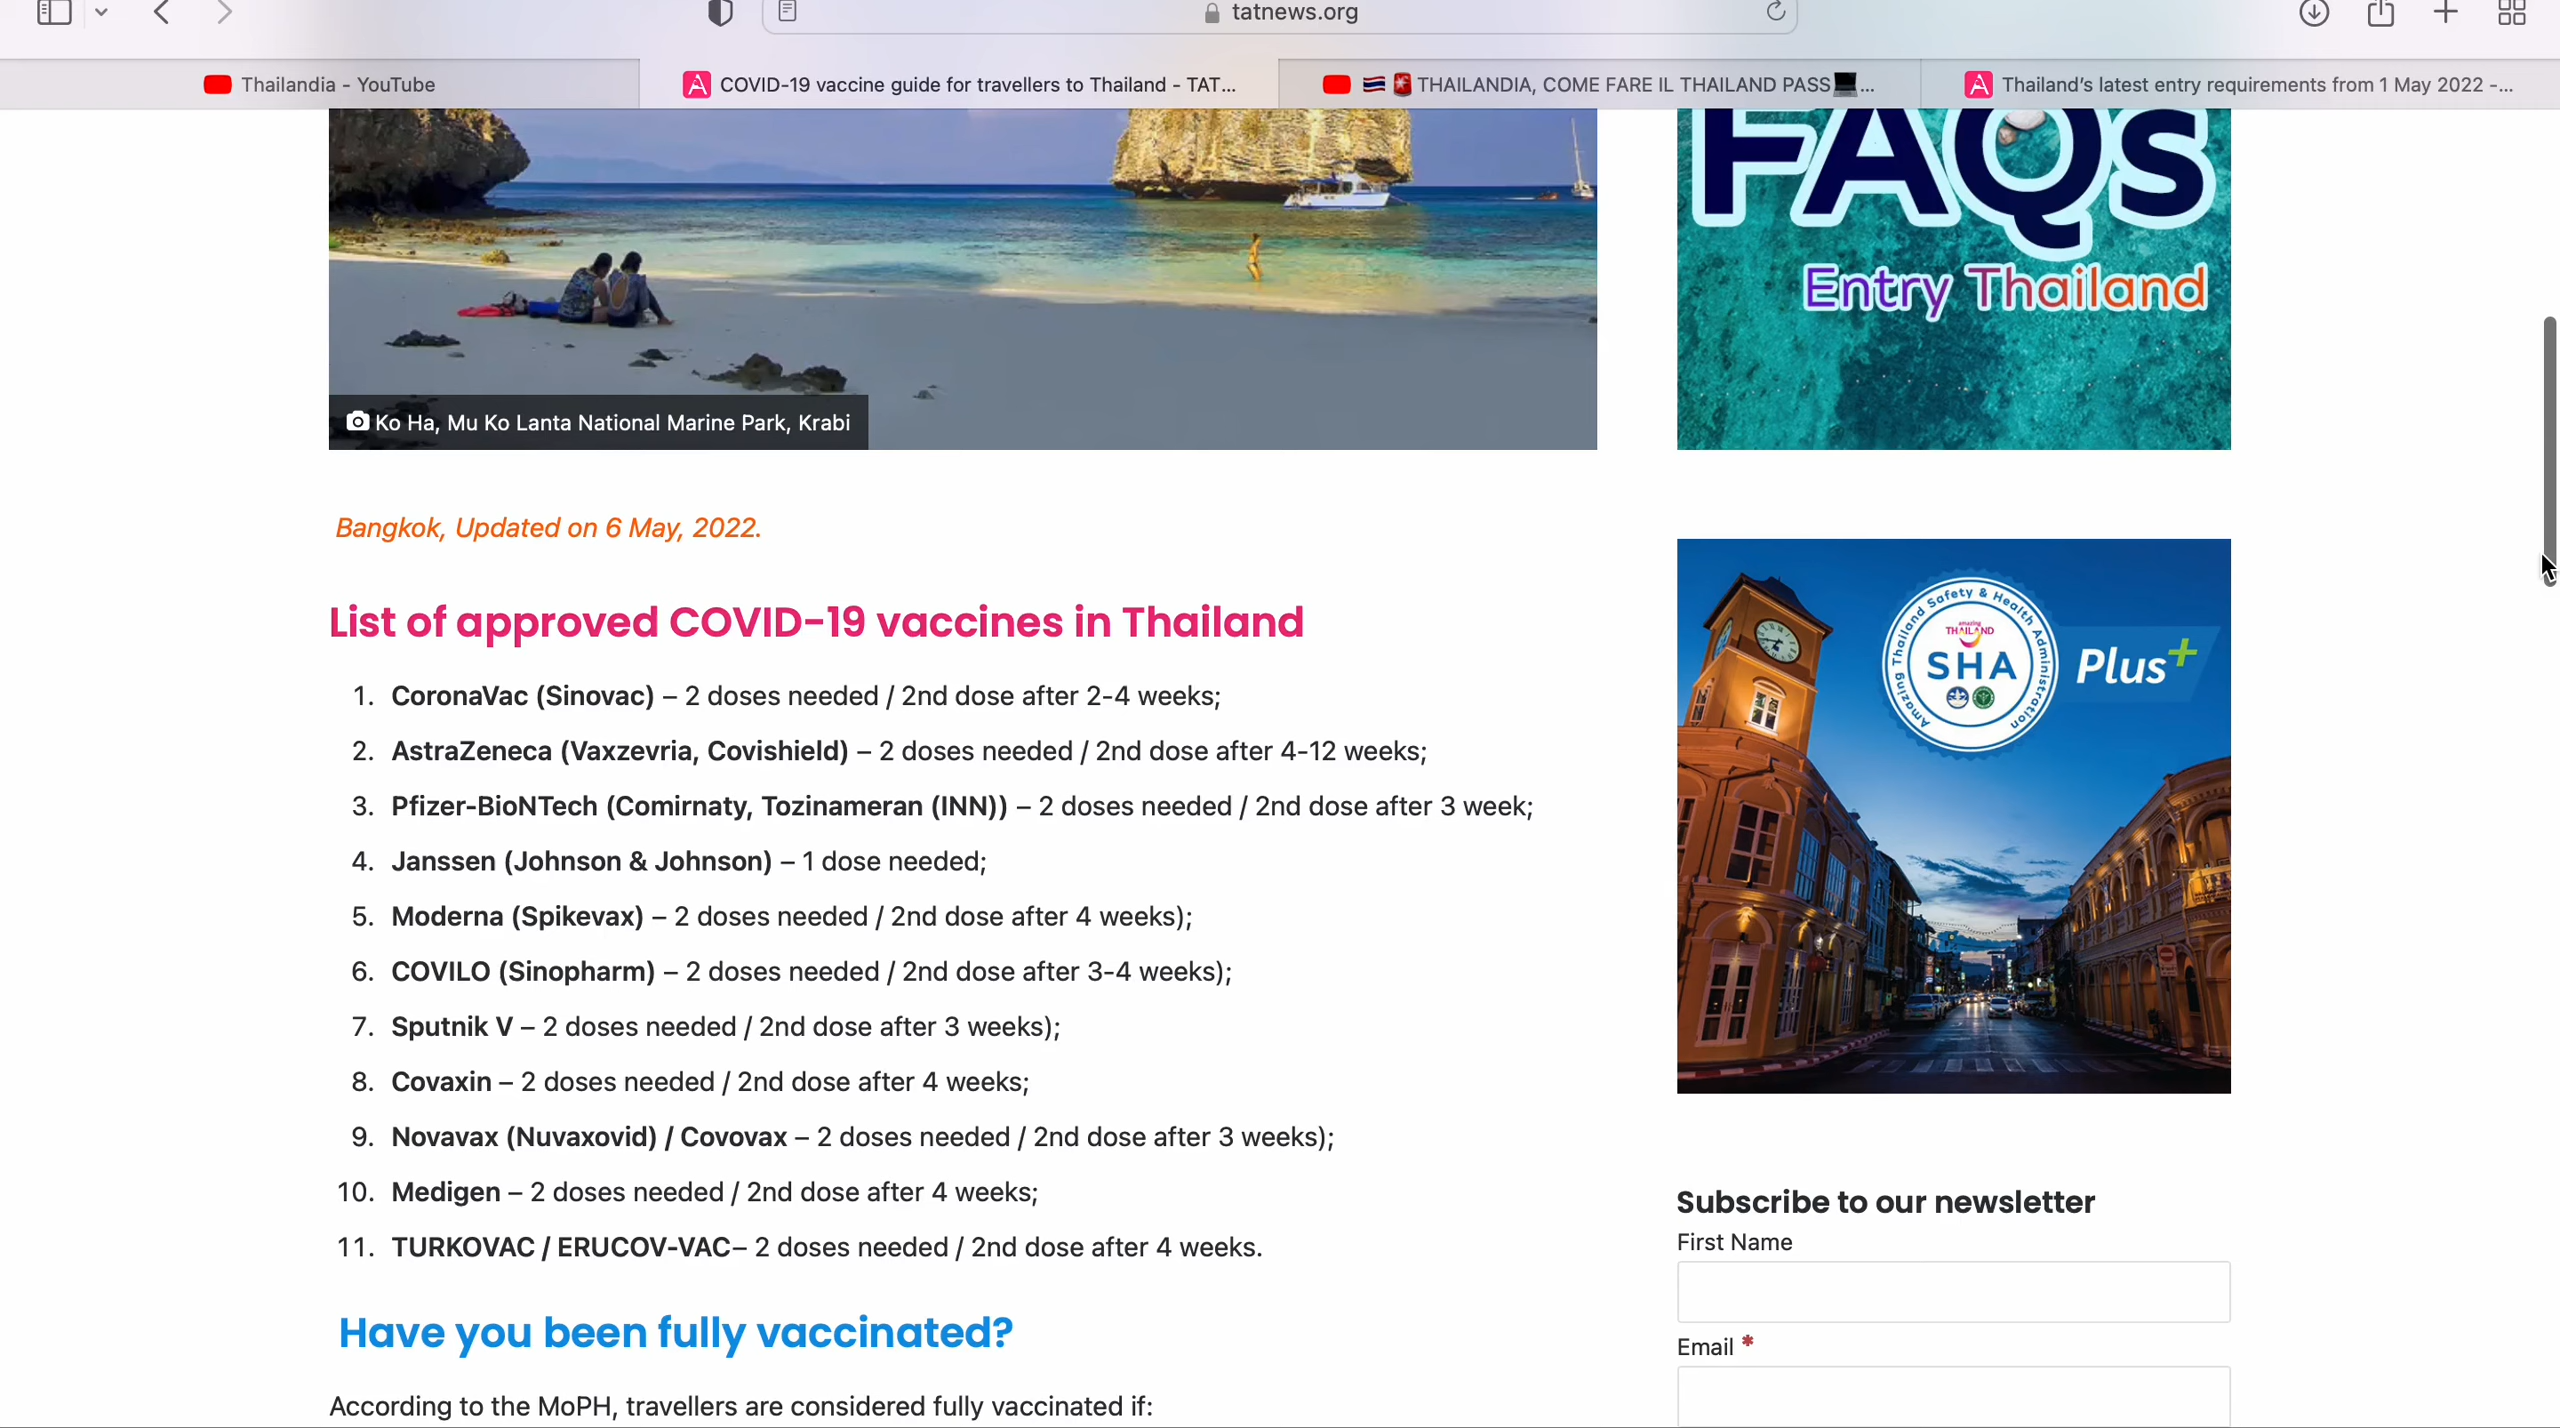 tatnews.org
Thailandia - YouTube
COVID-19 vaccine guide for travellers to Thailand - TAT...
THAILANDIA, COME FARE IL THAILAND PASS...
Thailand's latest entry requirements from 1 May 2022 -...
FAQs
Entry Thailand
Ko Ha, Mu Ko Lanta National Marine Park, Krabi
Bangkok, Updated on 6 May, 2022.
List of approved COVID-19 vaccines in Thailand
1. CoronaVac (Sinovac) – 2 doses needed / 2nd dose after 2-4 weeks;
2. AstraZeneca (Vaxzevria, Covishield) – 2 doses needed / 2nd dose after 4-12 weeks;
3. Pfizer-BioNTech (Comirnaty, Tozinameran (INN)) – 2 doses needed / 2nd dose after 3 week;
4. Janssen (Johnson & Johnson) – 1 dose needed;
5. Moderna (Spikevax) – 2 doses needed / 2nd dose after 4 weeks);
6. COVILO (Sinopharm) – 2 doses needed / 2nd dose after 3-4 weeks);
7. Sputnik V – 2 doses needed / 2nd dose after 3 weeks);
8. Covaxin – 2 doses needed / 2nd dose after 4 weeks;
9. Novavax (Nuvaxovid) / Covovax – 2 doses needed / 2nd dose after 3 weeks);
10. Medigen – 2 doses needed / 2nd dose after 4 weeks;
11. TURKOVAC / ERUCOV-VAC– 2 doses needed / 2nd dose after 4 weeks.
Have you been fully vaccinated?
According to the MoPH, travellers are considered fully vaccinated if:
Amazing Thailand Safety & Health Administration
amazing
THAILAND
SHA
Plus+
Subscribe to our newsletter
First Name
Email *